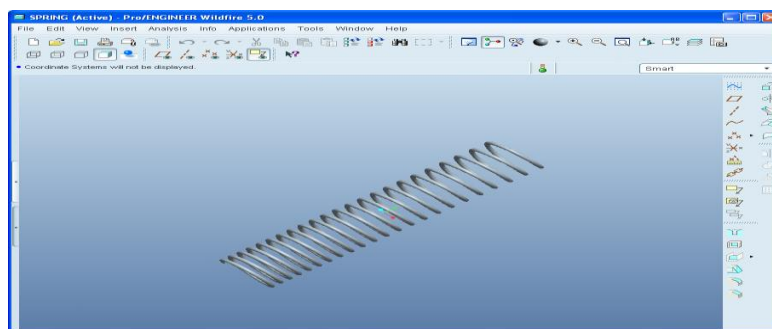 SPRING (Active) - Pro/ENGINEER Wildfire 5.0
File Edit View Insert Analysis Info Applications Tools Window Help
• Coordinate Systems will not be displayed.
Smart